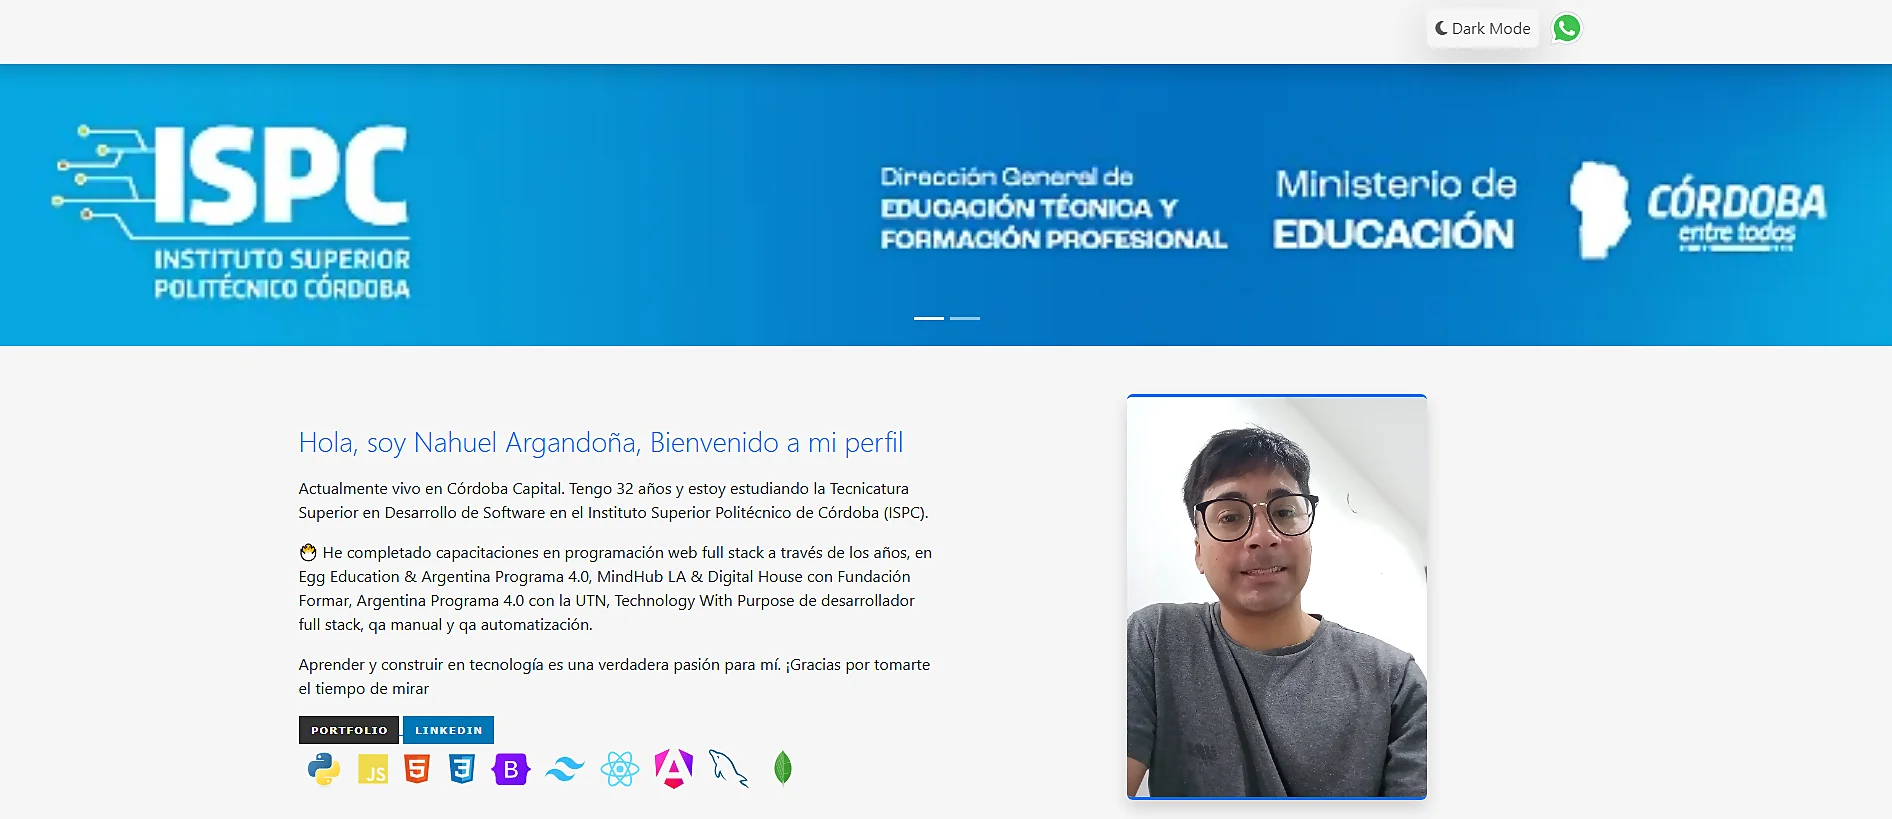 Dark Mode
ISPC
INSTITUTO SUPERIOR
POLITÉCNICO CÓRDOBA
Dirección General de
EDUCACIÓN TÉCNICA Y
FORMACIÓN PROFESIONAL
Ministerio de
EDUCACIÓN
CÓRDOBA
entre todos
Hola, soy Nahuel Argandoña, Bienvenido a mi perfil
Actualmente vivo en Córdoba Capital. Tengo 32 años y estoy estudiando la Tecnicatura
Superior en Desarrollo de Software en el Instituto Superior Politécnico de Córdoba (ISPC).
🐣 He completado capacitaciones en programación web full stack a través de los años, en
Egg Education & Argentina Programa 4.0, MindHub LA & Digital House con Fundación
Formar, Argentina Programa 4.0 con la UTN, Technology With Purpose de desarrollador
full stack, qa manual y qa automatización.
Aprender y construir en tecnología es una verdadera pasión para mí. ¡Gracias por tomarte
el tiempo de mirar
PORTFOLIO LINKEDIN
JS 5 3 B A